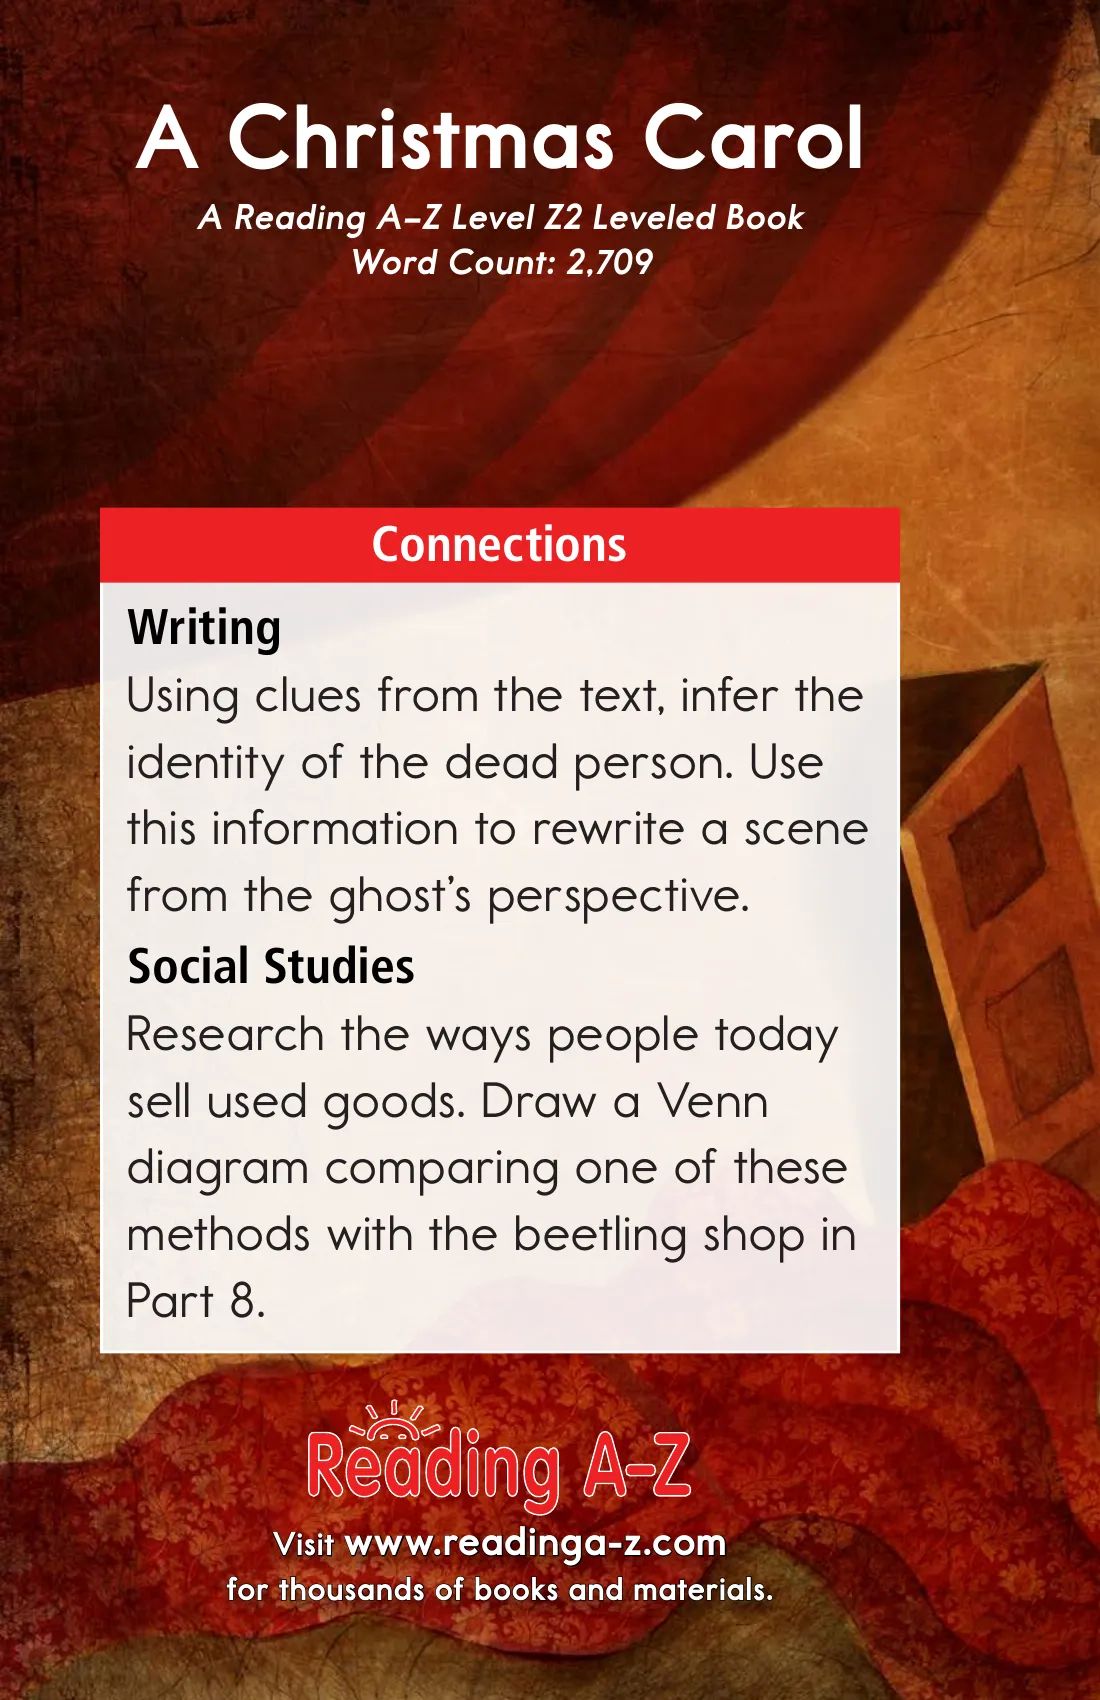 A Christmas Carol
A Reading A–Z Level Z2 Leveled Book
Word Count: 2,709
Connections
Writing
Using clues from the text, infer the
identity of the dead person. Use
this information to rewrite a scene
from the ghost’s perspective.
Social Studies
Research the ways people today
sell used goods. Draw a Venn
diagram comparing one of these
methods with the beetling shop in
Part 8.
Reading A–Z
Visit www.readinga-z.com
for thousands of books and materials.